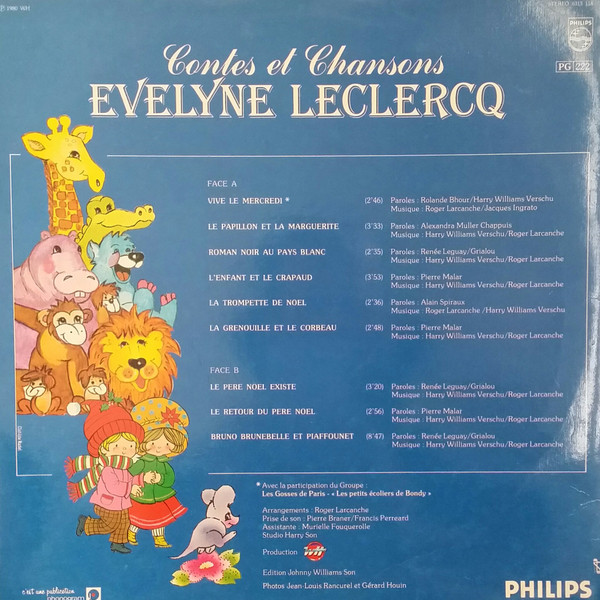 PHILIPS
PG 222
Contes et Chansons
EVELYNE LECLERCQ
FACE A
VIVE LE MERCREDI * (2'46) Paroles : Rolande Bhour/Harry Williams Verschu
Musique : Roger Larcanche/Jacques Ingrato
LE PAPILLON ET LA MARGUERITE (3'33) Paroles : Alexandra Muller Chappuis
Musique : Harry Williams Verschu/Roger Larcanche
ROMAN NOIR AU PAYS BLANC (2'35) Paroles : Renée Leguay/Grialou
Musique : Harry Williams Verschu/Roger Larcanche
L'ENFANT ET LE CRAPAUD (3'53) Paroles : Pierre Malar
Musique : Harry Williams Verschu/Roger Larcanche
LA TROMPETTE DE NOEL (2'36) Paroles : Alain Spiraux
Musique : Roger Larcanche /Harry Williams Verschu
LA GRENOUILLE ET LE CORBEAU (2'48) Paroles : Pierre Malar
Musique : Harry Williams Verschu/Roger Larcanche
FACE B
LE PERE NOEL EXISTE (3'20) Paroles : Renée Leguay/Grialou
Musique : Harry Williams Verschu/Roger Larcanche
LE RETOUR DU PERE NOEL (2'56) Paroles : Pierre Malar
Musique : Harry Williams Verschu/Roger Larcanche
BRUNO BRUNEBELLE ET PIAFFOUNET (8'47) Paroles : Renée Leguay/Grialou
Musique : Harry Williams Verschu/Roger Larcanche
* Avec la participation du Groupe :
Les Gosses de Paris - « Les petits écoliers de Bondy »
Arrangements : Roger Larcanche
Prise de son : Pierre Braner/Francis Perreard
Assistante : Murielle Fouquerolle
Studio Harry Son
Production
Edition Johnny Williams Son
Photos Jean-Louis Rancurel et Gérard Houin
c'est une publication
phonogram
PHILIPS